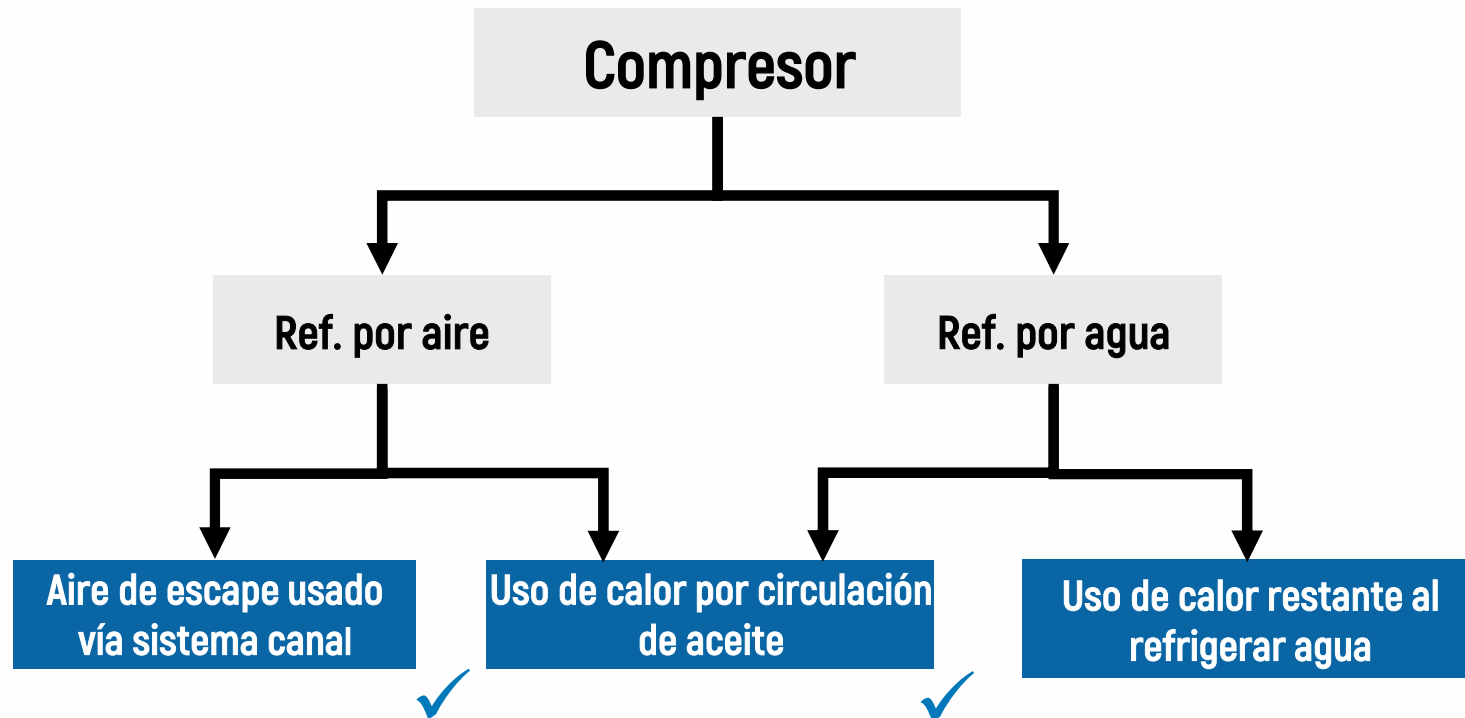 Compresor
Ref. por aire
Ref. por agua
Aire de escape usado
vía sistema canal
Uso de calor por circulación
de aceite
Uso de calor restante al
refrigerar agua